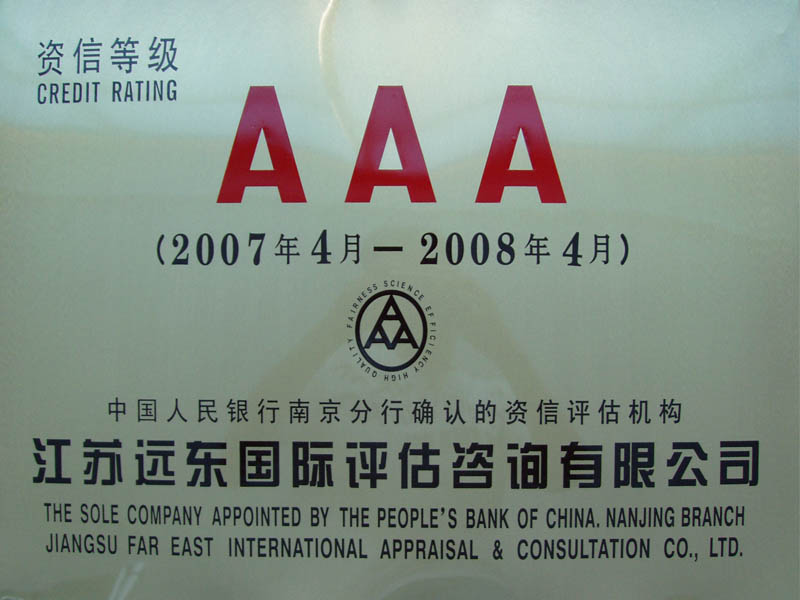 资信等级
CREDIT RATING
AAA
(2007年4月－2008年4月)
FAIRNESS SCIENCE EFFICIENCY HIGH QUALITY
AAA
中国人民银行南京分行确认的资信评估机构
江苏远东国际评估咨询有限公司
THE SOLE COMPANY APPOINTED BY THE PEOPLE'S BANK OF CHINA. NANJING BRANCH
JIANGSU FAR EAST INTERNATIONAL APPRAISAL & CONSULTATION CO., LTD.